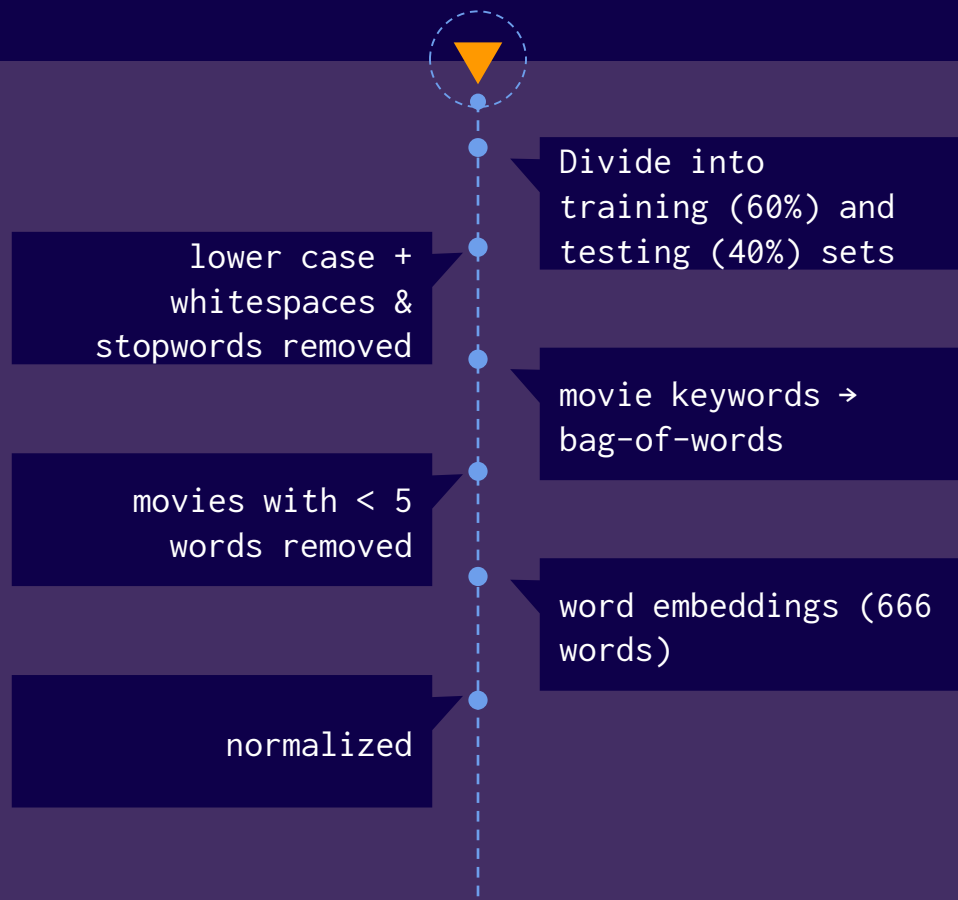 Divide into
training (60%) and
testing (40%) sets
lower case +
whitespaces &
stopwords removed
movie keywords →
bag-of-words
movies with < 5
words removed
word embeddings (666
words)
normalized